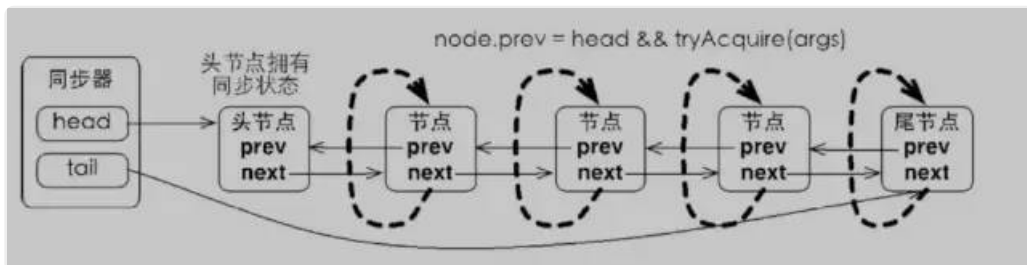 node.prev = head && tryAcquire(args)
同步器
head
tail
头节点拥有
同步状态
头节点
prev
next
节点
prev
next
节点
prev
next
节点
prev
next
尾节点
prev
next